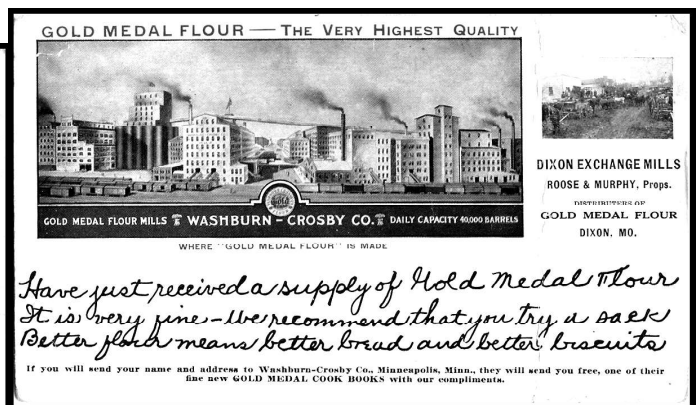 GOLD MEDAL FLOUR — THE VERY HIGHEST QUALITY
GOLD MEDAL FLOUR MILLS WASHBURN-CROSBY CO. DAILY CAPACITY 40,000 BARRELS
WHERE "GOLD MEDAL FLOUR" IS MADE
DIXON EXCHANGE MILLS
ROOSE & MURPHY, Props.
DISTRIBUTERS OF
GOLD MEDAL FLOUR
DIXON, MO.
Have just received a supply of Gold Medal Flour
It is very fine - We recommend that you try a sack
Better flour means better bread and better biscuits
If you will send your name and address to Washburn-Crosby Co., Minneapolis, Minn., they will send you free, one of their
fine new GOLD MEDAL COOK BOOKS with our compliments.